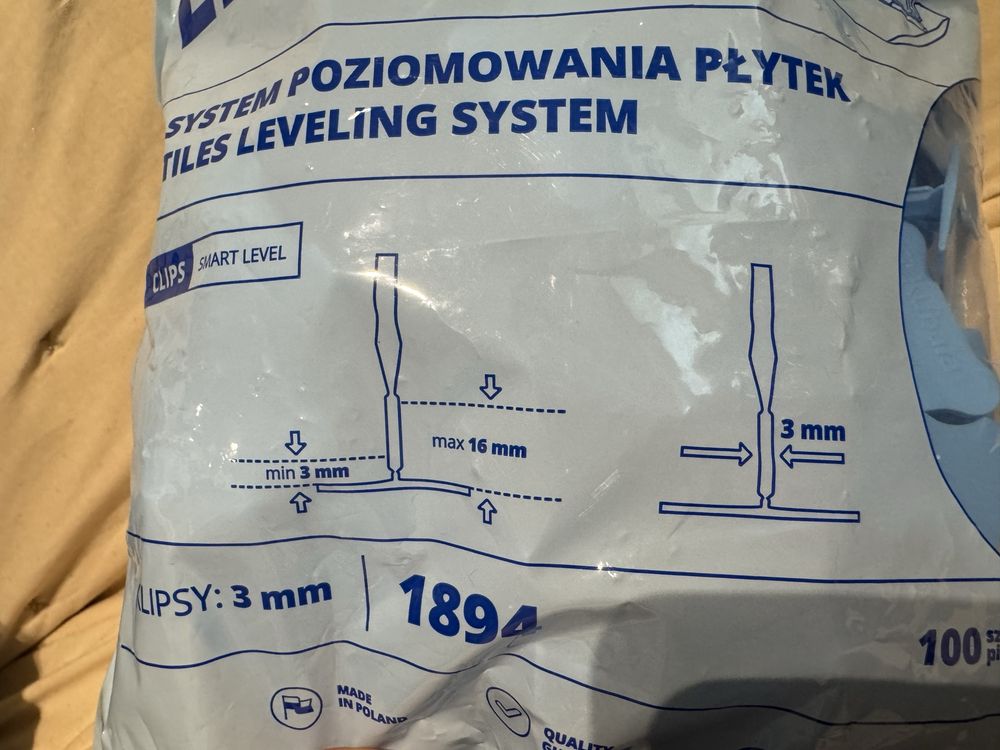 SYSTEM POZIOMOWANIA PŁYTEK
TILES LEVELING SYSTEM
CLIPS SMART LEVEL
max 16 mm
min 3 mm
3 mm
KLIPSY: 3 mm
1894
100
MADE
IN POLAND
QUALITY